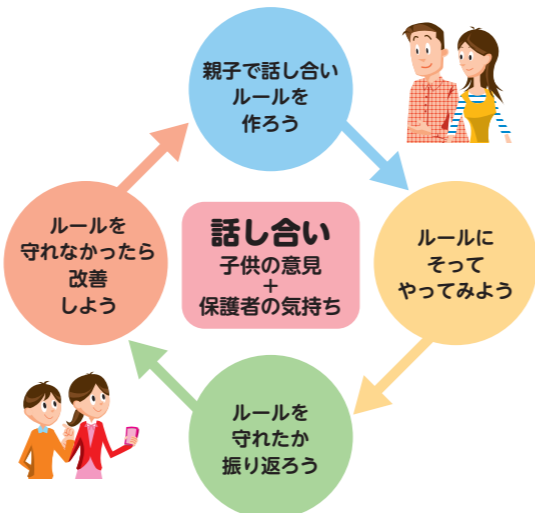 親子で話し合い
ルールを
作ろう
ルールに
そって
やってみよう
ルールを
守れたか
振り返ろう
ルールを
守れなかったら
改善
しよう
話し合い
子供の意見
+
保護者の気持ち